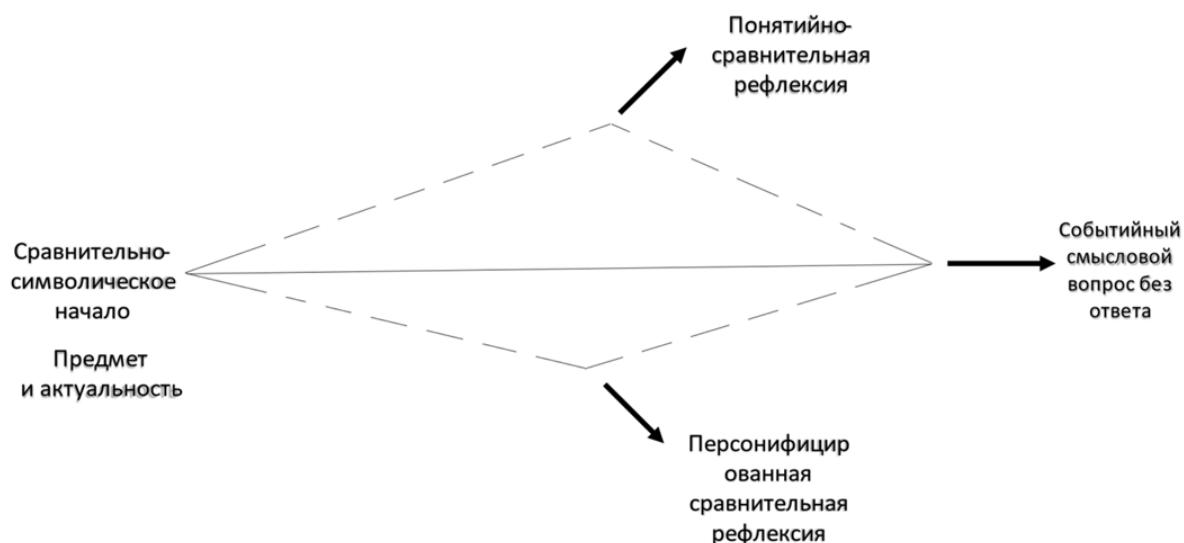 Понятийно-
сравнительная
рефлексия
Сравнительно-
символическое
начало
Предмет
и актуальность
Событийный
смысловой
вопрос без
ответа
Персонифицир
ованная
сравнительная
рефлексия